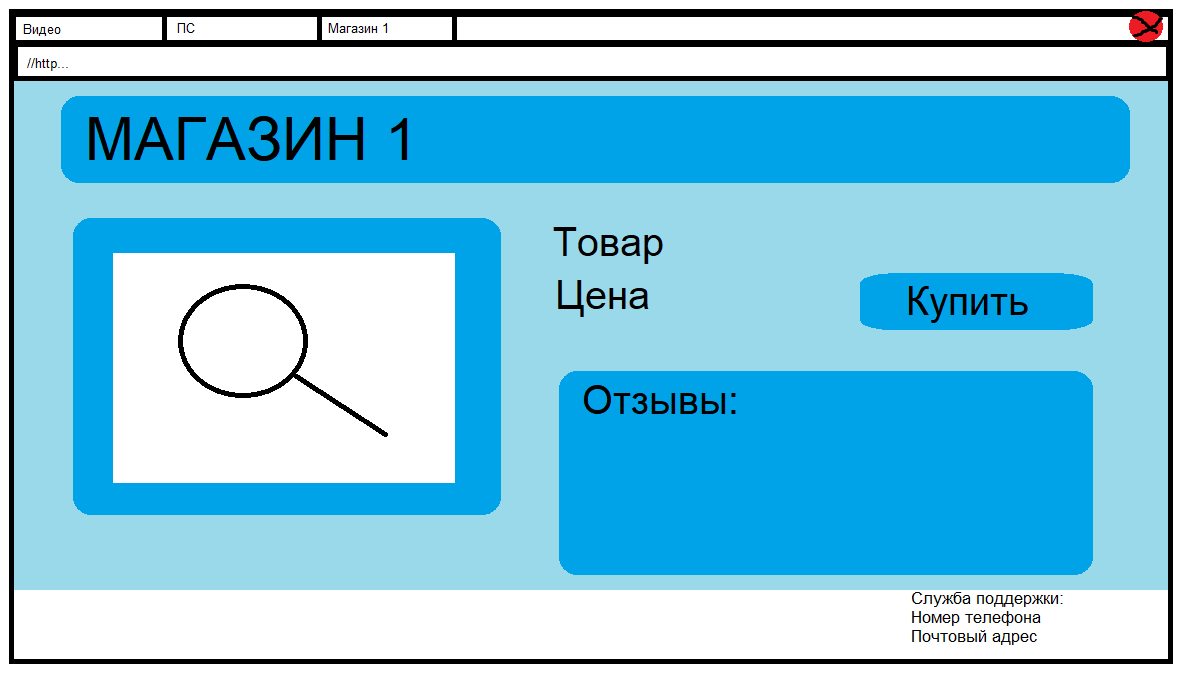 Видео
ПС
Магазин 1
//http...
МАГАЗИН 1
Товар
Цена
Купить
Отзывы:
Служба поддержки:
Номер телефона
Почтовый адрес